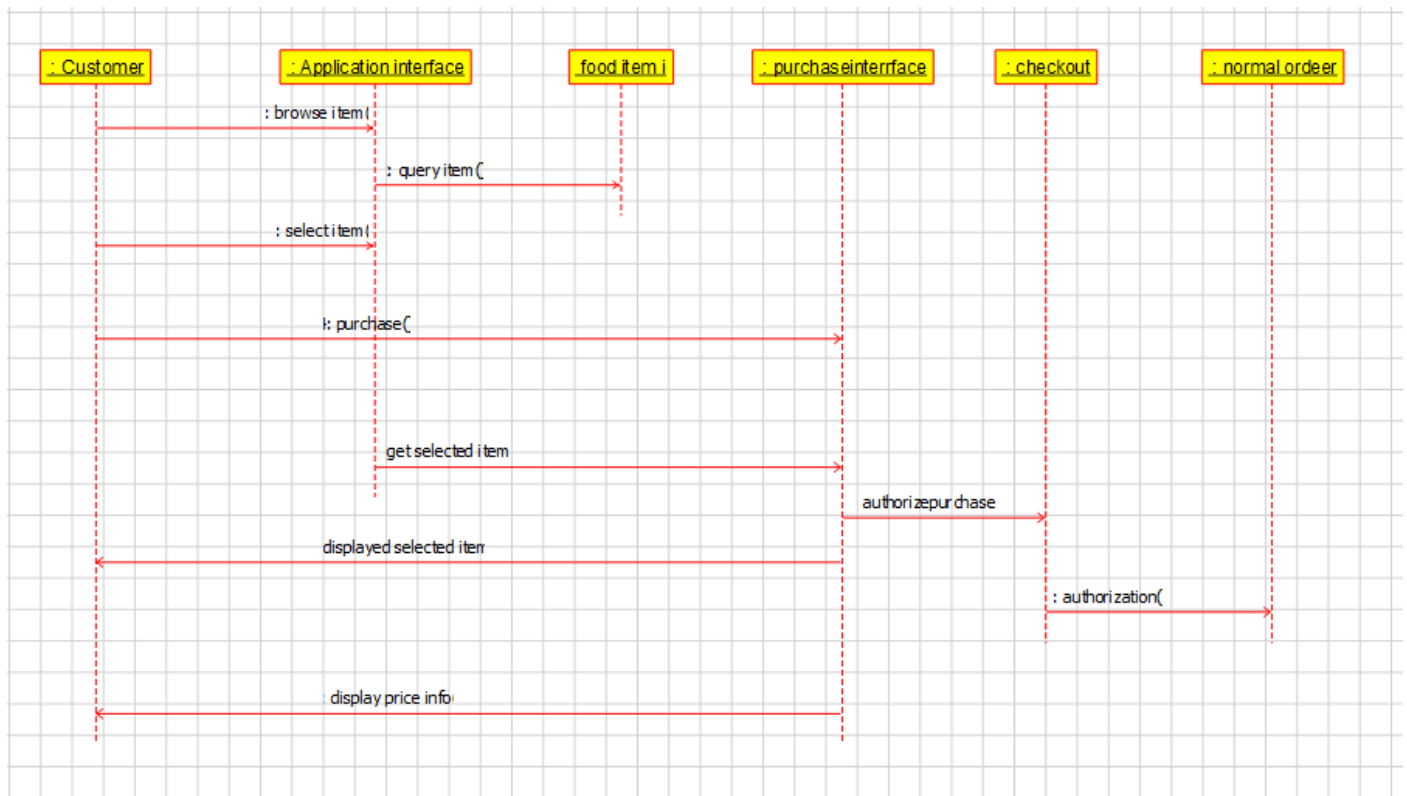 : Customer
: Application interface
food item i
: purchaseinterrface
: checkout
: normal ordeer
: browse item(
: query item(
: select item(
: purchase(
get selected item
authorizepurchase
displayed selected item
: authorization(
: display price info(